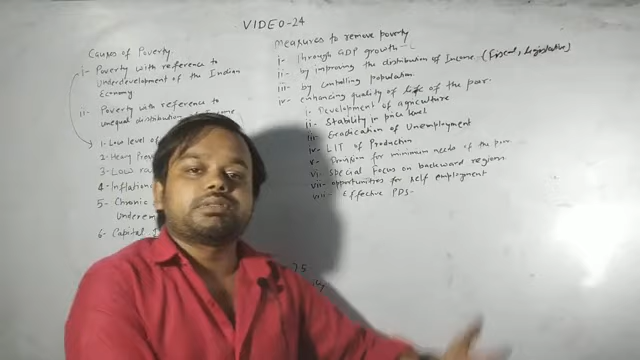 VIDEO-24
Causes of Poverty
i- Poverty with reference to
Underdevelopment of the Indian
Economy
ii- Poverty with reference to
unequal distribution of
1- Low level of
2- Heavy
3- Low
4- Inflation
5- Chronic
6- Capital
Measures to remove poverty
i- Through GDP growth -
ii- by improving the distribution of Income (Fiscal, Legislative)
iii- by controlling population
iv- enhancing quality of life of the poor
i- Development of agriculture
ii- Stability in price level
iii- Eradication of Unemployment
iv- LIT of Production
v- Provision for minimum needs of the poor
vi- Special Focus on backward regions
vii- opportunities for self employment
viii- Effective PDS-
75